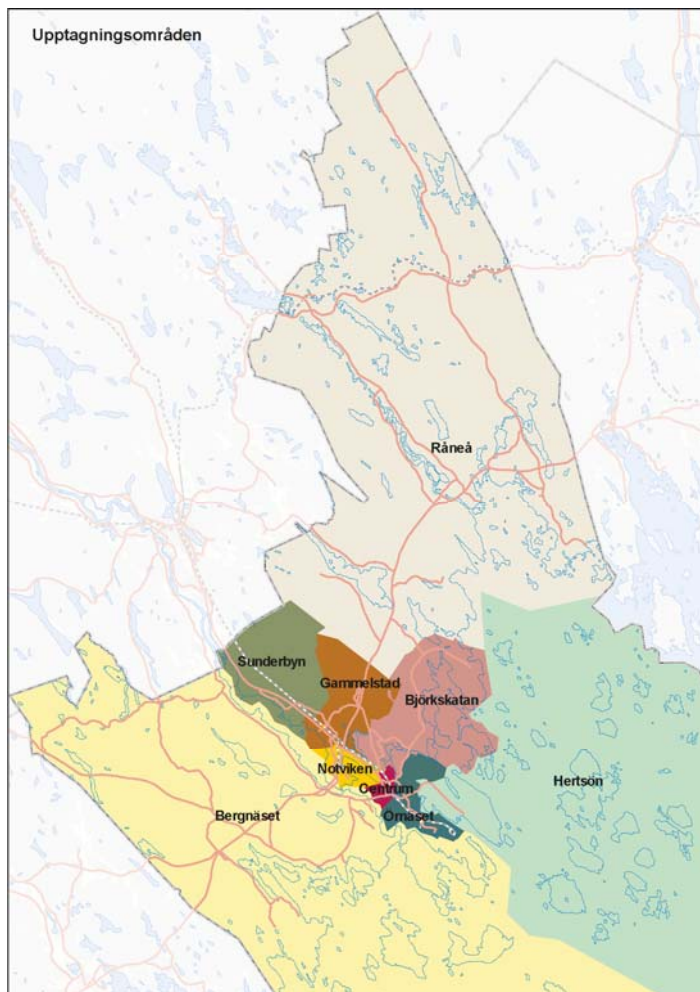 Upptagningsområden
Råneå
Sunderbyn
Gammelstad
Björkskatan
Notviken
Hertsön
Centrum
Bergnäset
Örnäset